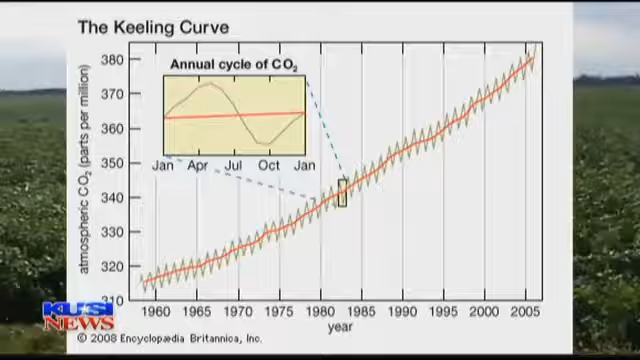 The Keeling Curve
Annual cycle of CO₂
Jan Apr Jul Oct Jan
atmospheric CO₂ (parts per million)
380
370
360
350
340
330
320
310
1960 1965 1970 1975 1980 1985 1990 1995 2000 2005
year
KUSI
NEWS
© 2008 Encyclopædia Britannica, Inc.